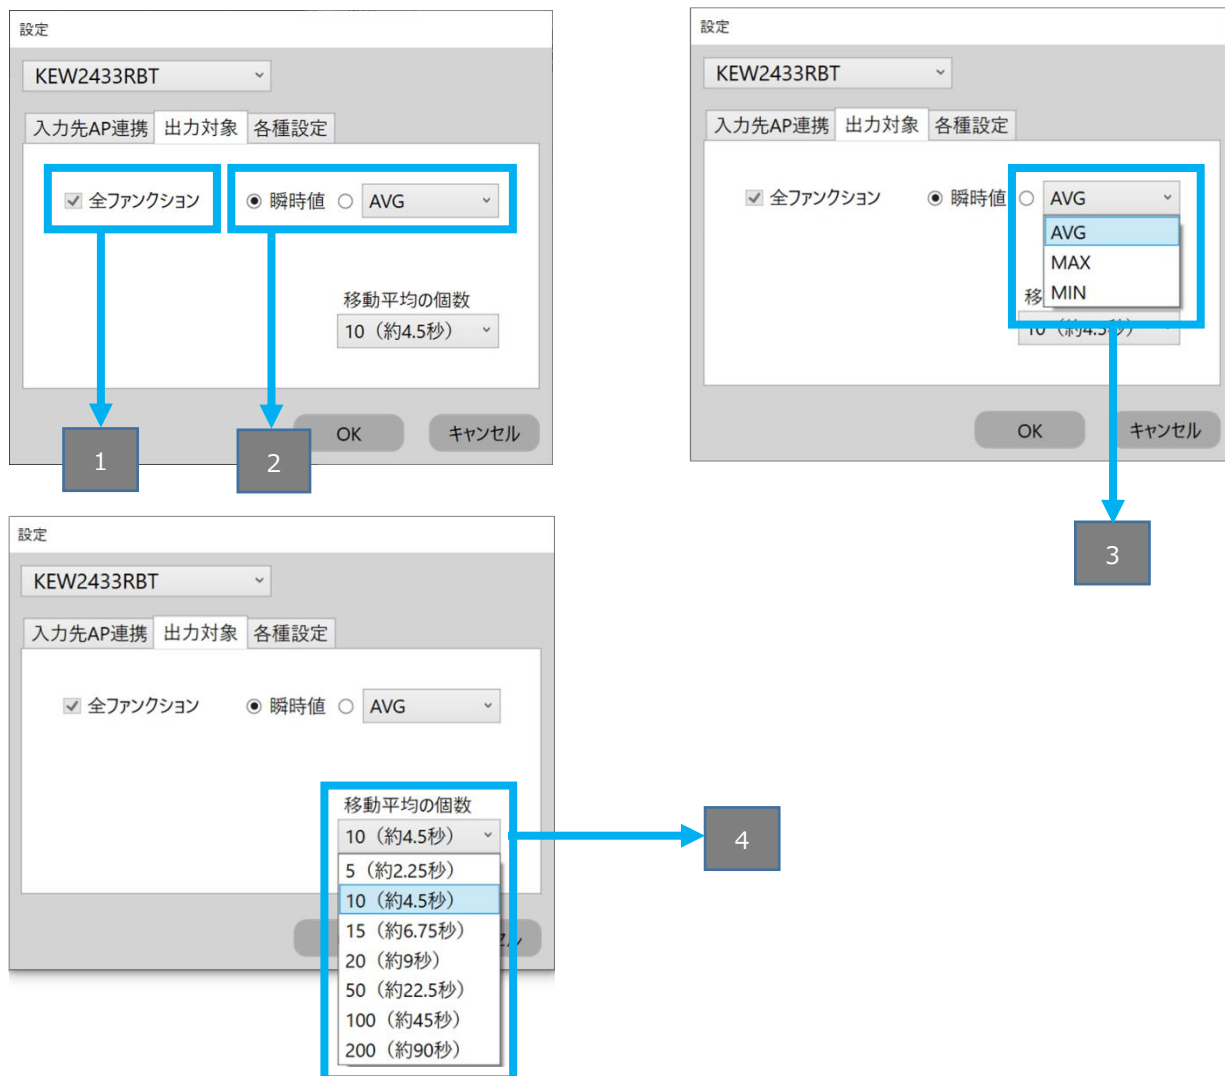 設定
KEW2433RBT
入力先AP連携 出力対象 各種設定
全ファンクション 瞬時値 AVG
移動平均の個数
10（約4.5秒）
OK キャンセル
1 2
設定
KEW2433RBT
入力先AP連携 出力対象 各種設定
全ファンクション 瞬時値 AVG
AVG
MAX
移 MIN
10（約4.5秒）
OK キャンセル
3
設定
KEW2433RBT
入力先AP連携 出力対象 各種設定
全ファンクション 瞬時値 AVG
移動平均の個数
10（約4.5秒）
4
5（約2.25秒）
10（約4.5秒）
15（約6.75秒）
20（約9秒）
50（約22.5秒）
100（約45秒）
200（約90秒）